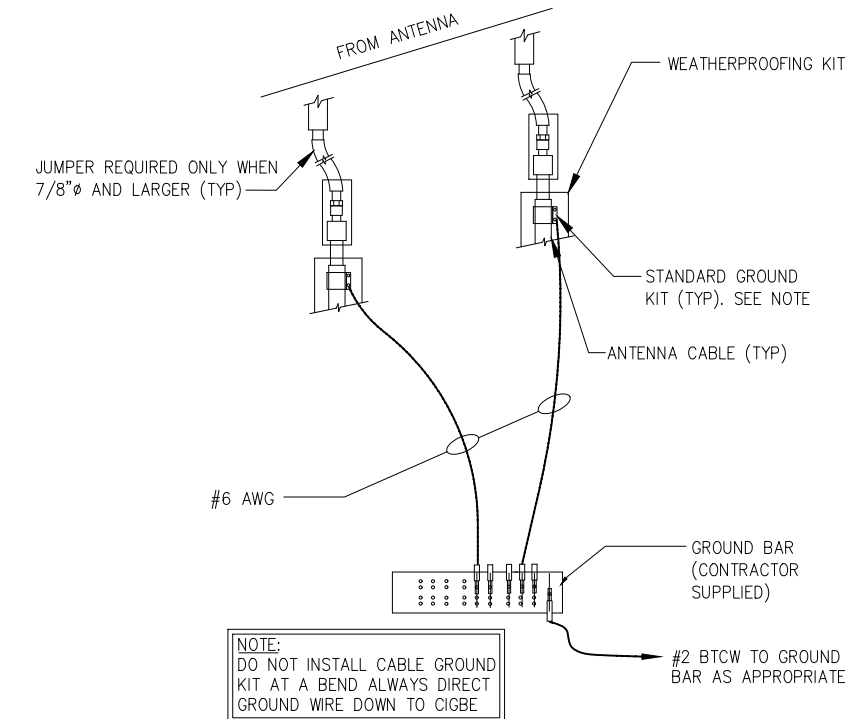 FROM ANTENNA
WEATHERPROOFING KIT
JUMPER REQUIRED ONLY WHEN
7/8"ø AND LARGER (TYP)
STANDARD GROUND
KIT (TYP). SEE NOTE
ANTENNA CABLE (TYP)
#6 AWG
GROUND BAR
(CONTRACTOR
SUPPLIED)
NOTE:
DO NOT INSTALL CABLE GROUND
KIT AT A BEND ALWAYS DIRECT
GROUND WIRE DOWN TO CIGBE
#2 BTCW TO GROUND
BAR AS APPROPRIATE